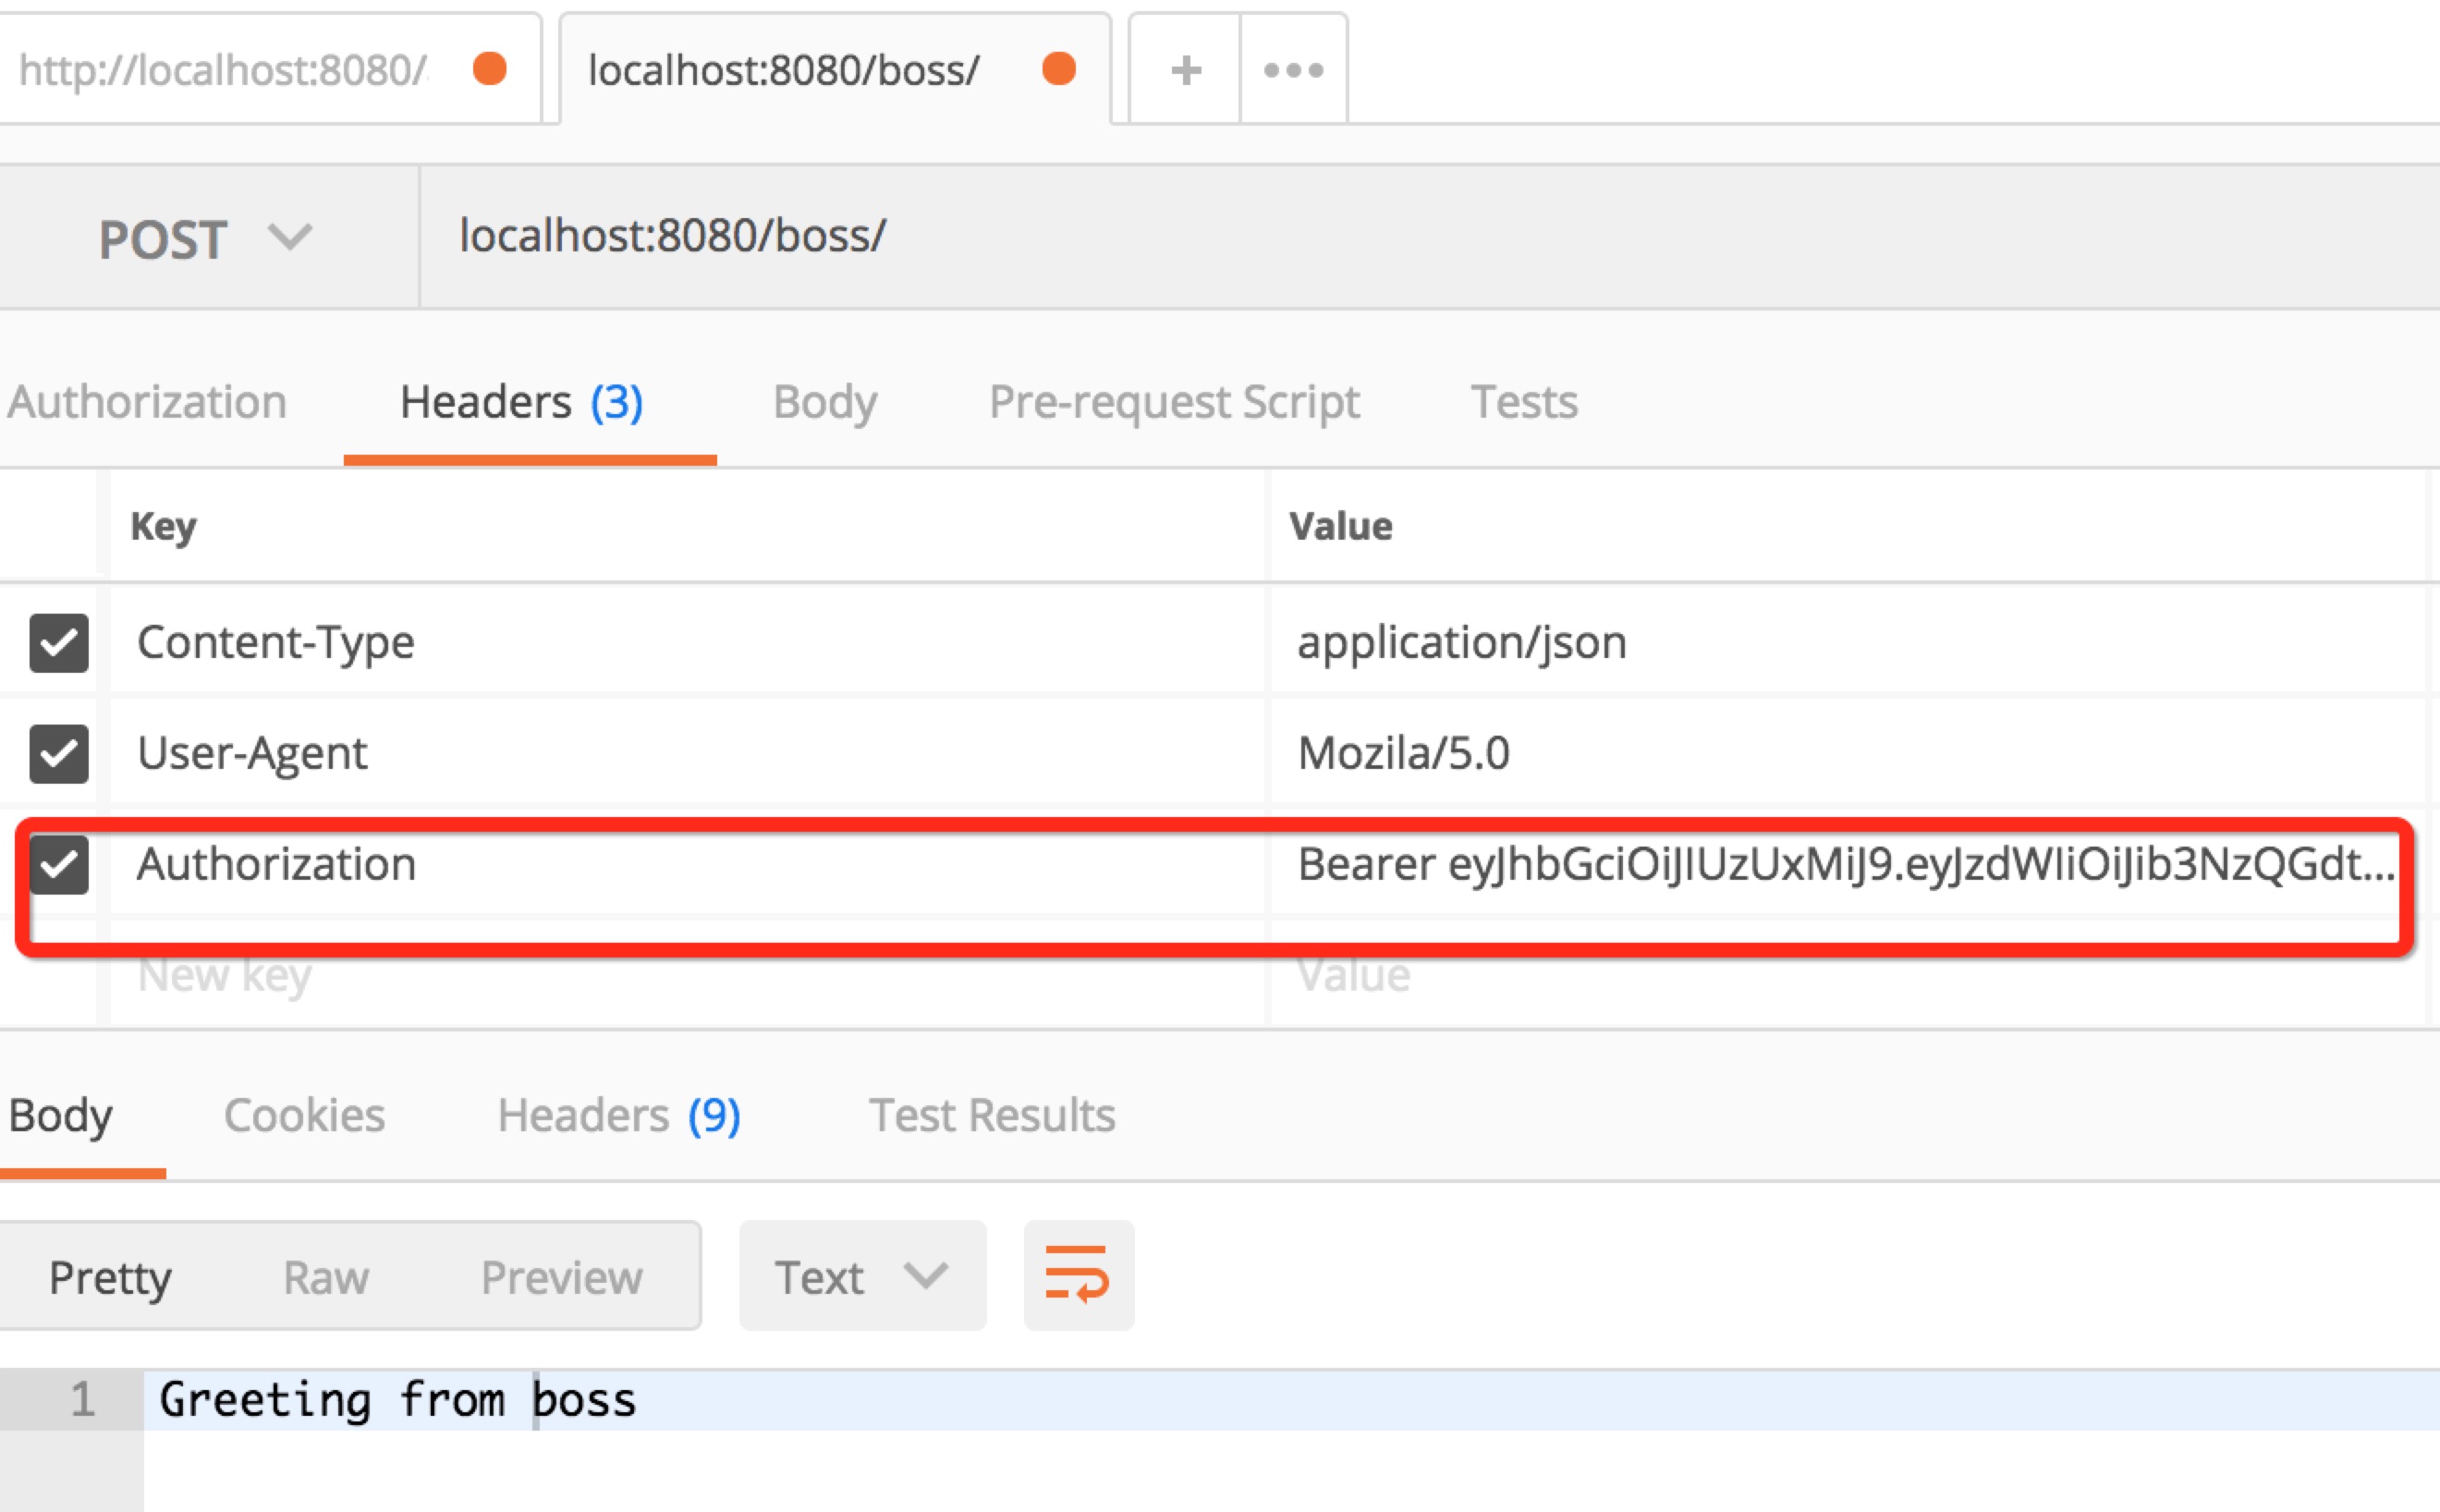 http://localhost:8080/
localhost:8080/boss/
POST
localhost:8080/boss/
Authorization
Headers (3)
Body
Pre-request Script
Tests
Key
Value
Content-Type
application/json
User-Agent
Mozila/5.0
Authorization
Bearer eyJhbGciOiJIUzUxMiJ9.eyJzdWIiOiJib3NzQGdt...
New key
Value
Body
Cookies
Headers (9)
Test Results
Pretty
Raw
Preview
Text
1
Greeting from boss